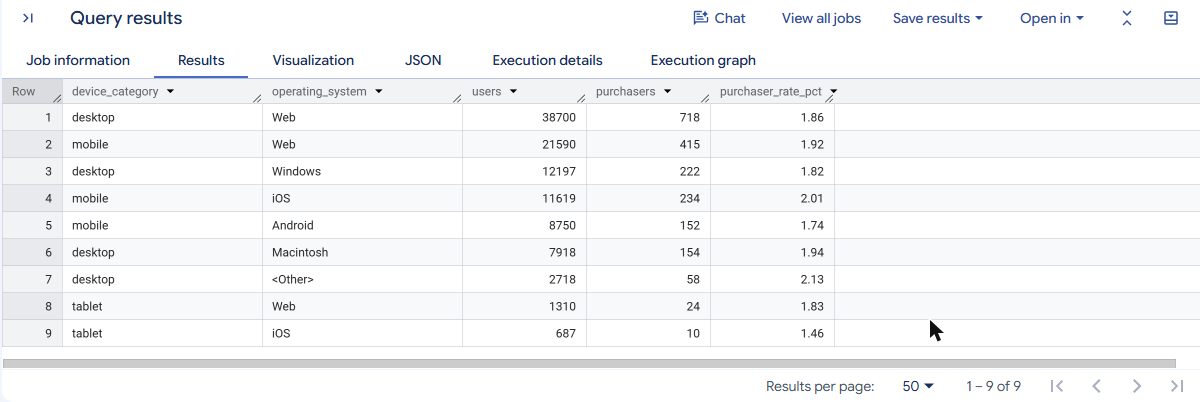 Query results Chat View all jobs Save results Open in
Job information Results Visualization JSON Execution details Execution graph
Row device_category operating_system users purchasers purchaser_rate_pct
1 desktop Web 38700 718 1.86
2 mobile Web 21590 415 1.92
3 desktop Windows 12197 222 1.82
4 mobile iOS 11619 234 2.01
5 mobile Android 8750 152 1.74
6 desktop Macintosh 7918 154 1.94
7 desktop <Other> 2718 58 2.13
8 tablet Web 1310 24 1.83
9 tablet iOS 687 10 1.46
Results per page: 50 1 – 9 of 9